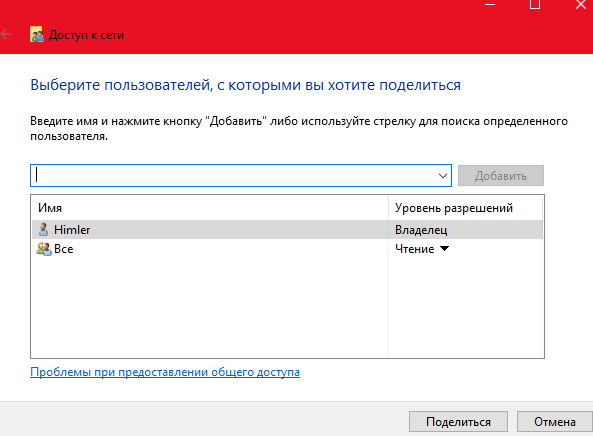 Доступ к сети
Выберите пользователей, с которыми вы хотите поделиться
Введите имя и нажмите кнопку "Добавить" либо используйте стрелку для поиска определенного
пользователя.
Добавить
Имя Уровень разрешений
Himler Владелец
Все Чтение
Проблемы при предоставлении общего доступа
Поделиться Отмена